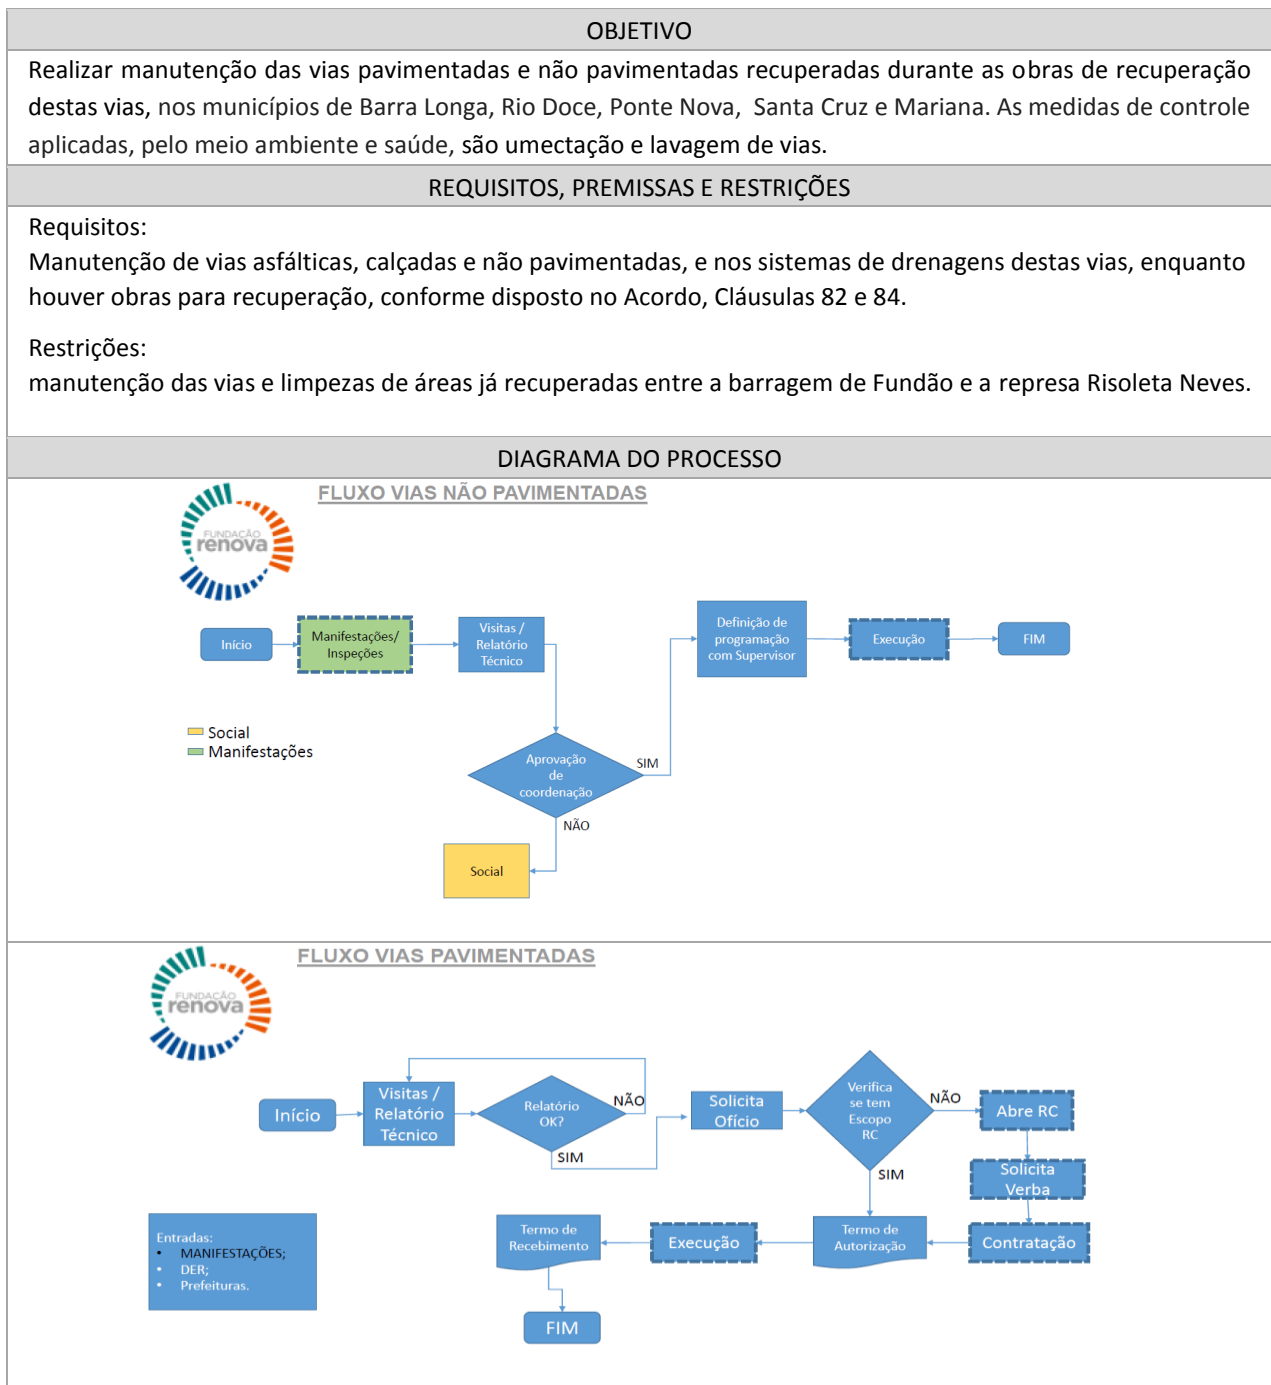 OBJETIVO
Realizar manutenção das vias pavimentadas e não pavimentadas recuperadas durante as obras de recuperação
destas vias, nos municípios de Barra Longa, Rio Doce, Ponte Nova, Santa Cruz e Mariana. As medidas de controle
aplicadas, pelo meio ambiente e saúde, são umectação e lavagem de vias.
REQUISITOS, PREMISSAS E RESTRIÇÕES
Requisitos:
Manutenção de vias asfálticas, calçadas e não pavimentadas, e nos sistemas de drenagens destas vias, enquanto
houver obras para recuperação, conforme disposto no Acordo, Cláusulas 82 e 84.
Restrições:
manutenção das vias e limpezas de áreas já recuperadas entre a barragem de Fundão e a represa Risoleta Neves.
DIAGRAMA DO PROCESSO
FUNDAÇÃO
renova
FLUXO VIAS NÃO PAVIMENTADAS
Início
Manifestações/
Inspeções
Visitas /
Relatório
Técnico
Definição de
programação
com Supervisor
Execução
FIM
Social
Manifestações
Aprovação
de
coordenação
SIM
NÃO
Social
FUNDAÇÃO
renova
FLUXO VIAS PAVIMENTADAS
Início
Visitas /
Relatório
Técnico
Relatório
OK?
NÃO
SIM
Solicita
Ofício
Verifica
se tem
Escopo
RC
NÃO
SIM
Abre RC
Solicita
Verba
Contratação
Termo de
Autorização
Execução
Termo de
Recebimento
FIM
Entradas:
• MANIFESTAÇÕES;
• DER;
• Prefeituras.